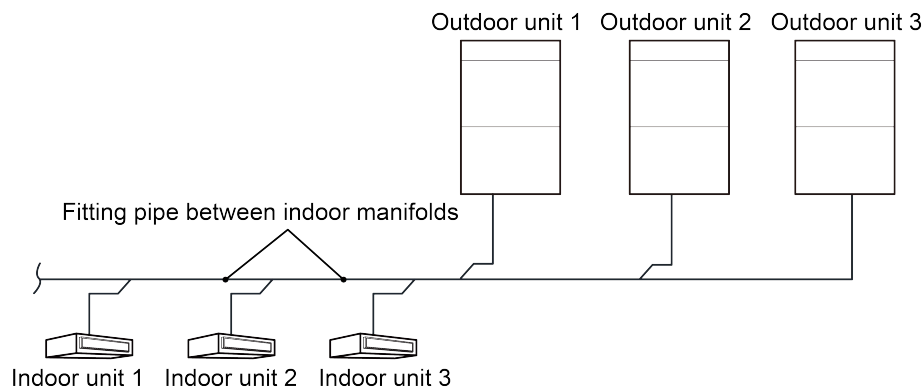 Outdoor unit 1
Outdoor unit 2
Outdoor unit 3
Fitting pipe between indoor manifolds
Indoor unit 1
Indoor unit 2
Indoor unit 3